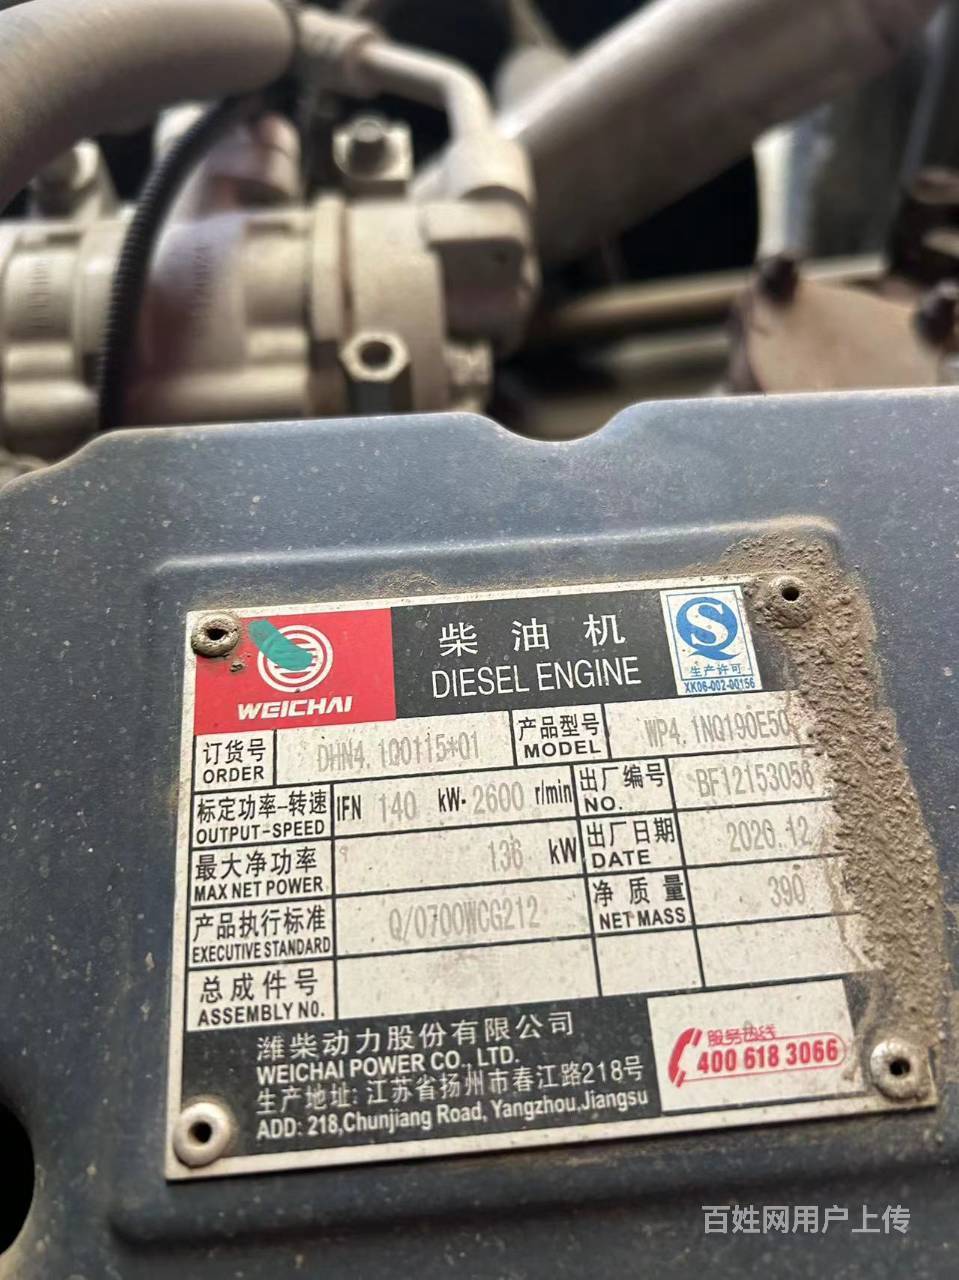 柴油机
DIESEL ENGINE
WEICHAI
生产许可
XK06-002-00156
订货号 ORDER DHN4.1Q0115*01 产品型号 MODEL WP4.1NQ190E50
标定功率-转速 OUTPUT-SPEED IFN 140 kW- 2600 r/min 出厂编号 NO. BF12153056
最大净功率 MAX NET POWER 136 kW 出厂日期 DATE 2020.12
产品执行标准 EXECUTIVE STANDARD Q/0700WCG212 净质量 NET MASS 390
总成件号 ASSEMBLY NO.
潍柴动力股份有限公司
WEICHAI POWER CO., LTD.
生产地址: 江苏省扬州市春江路218号
ADD: 218,Chunjiang Road, Yangzhou,Jiangsu
服务热线
400 618 3066
百姓网用户上传